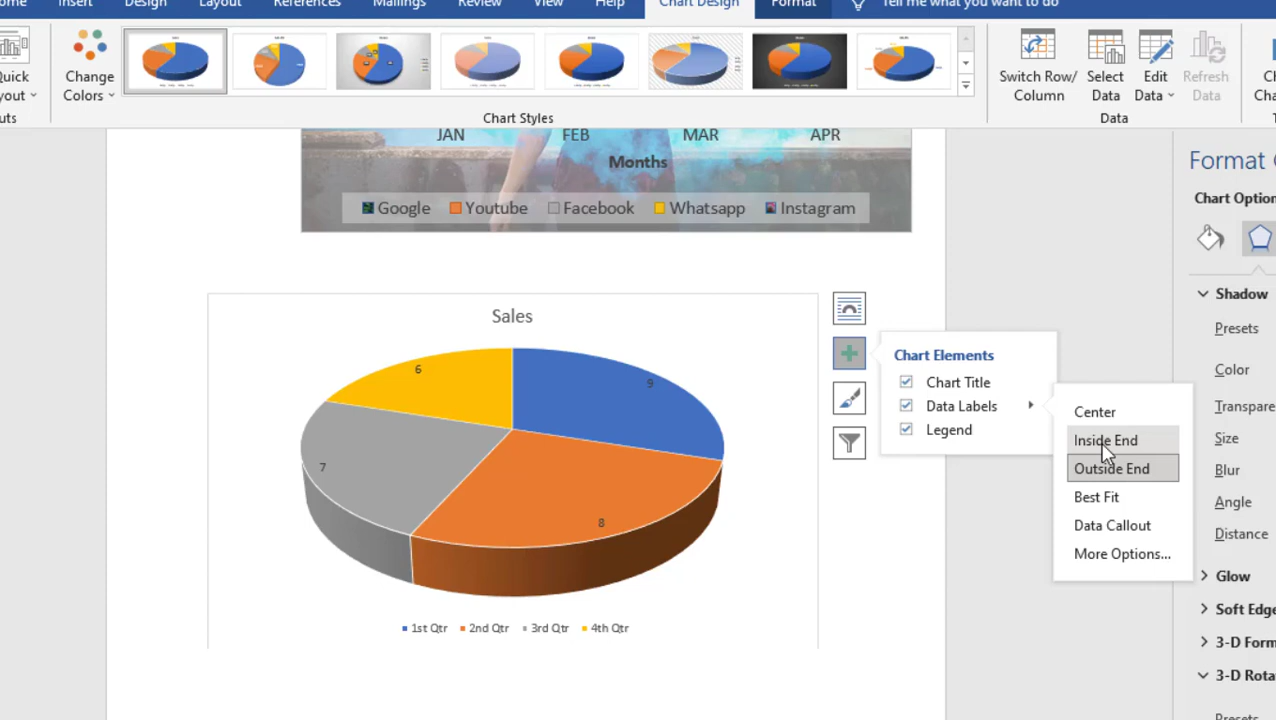 Insert Design Layout References Mailings Review View Help Chart Design Format Tell me what you want to do
Quick
Change
Colors
Switch Row/
Column
Select
Data
Edit
Data
Refresh
Data
Chart Styles
Data
JAN FEB MAR APR
Months
Google Youtube Facebook Whatsapp Instagram
Sales
6
9
7
8
1st Qtr 2nd Qtr 3rd Qtr 4th Qtr
Chart Elements
Chart Title
Data Labels
Legend
Center
Inside End
Outside End
Best Fit
Data Callout
More Options...
Format
Chart Option
Shadow
Presets
Color
Transpare
Size
Blur
Angle
Distance
Glow
Soft Edge
3-D Form
3-D Rota